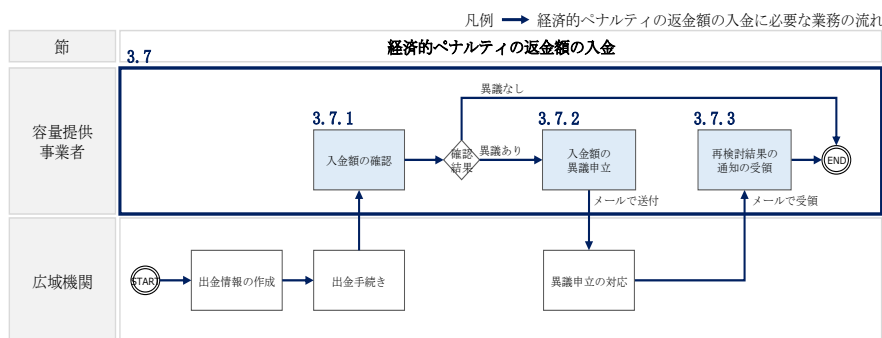 凡例 経済的ペナルティの返金額の入金に必要な業務の流れ
節
経済的ペナルティの返金額の入金
3.7
容量提供
事業者
3.7.1
入金額の確認
確認
結果
異議なし
異議あり
3.7.2
入金額の
異議申立
3.7.3
再検討結果の
通知の受領
END
メールで送付
メールで受領
広域機関
START
出金情報の作成
出金手続き
異議申立の対応